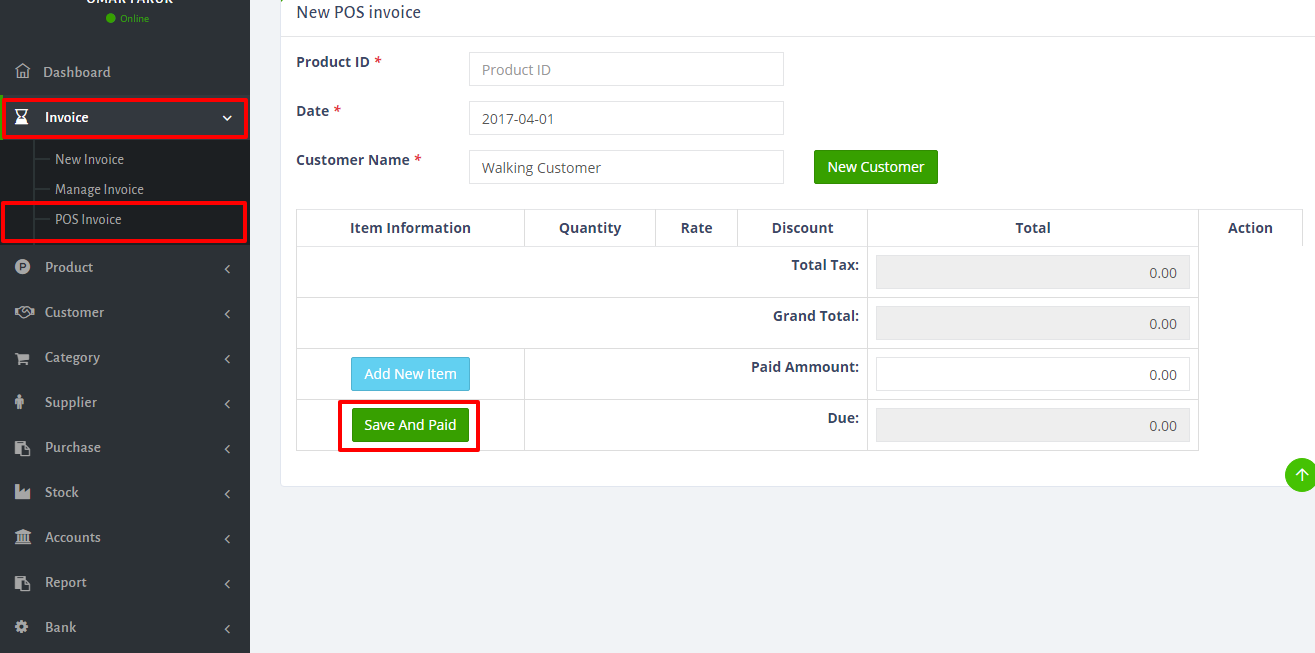 Online
Dashboard
Invoice
New Invoice
Manage Invoice
POS Invoice
Product
Customer
Category
Supplier
Purchase
Stock
Accounts
Report
Bank
New POS invoice
Product ID *
Product ID
Date *
2017-04-01
Customer Name *
Walking Customer
New Customer
Item Information Quantity Rate Discount Total Action
Total Tax: 0.00
Grand Total: 0.00
Add New Item Paid Ammount: 0.00
Save And Paid Due: 0.00